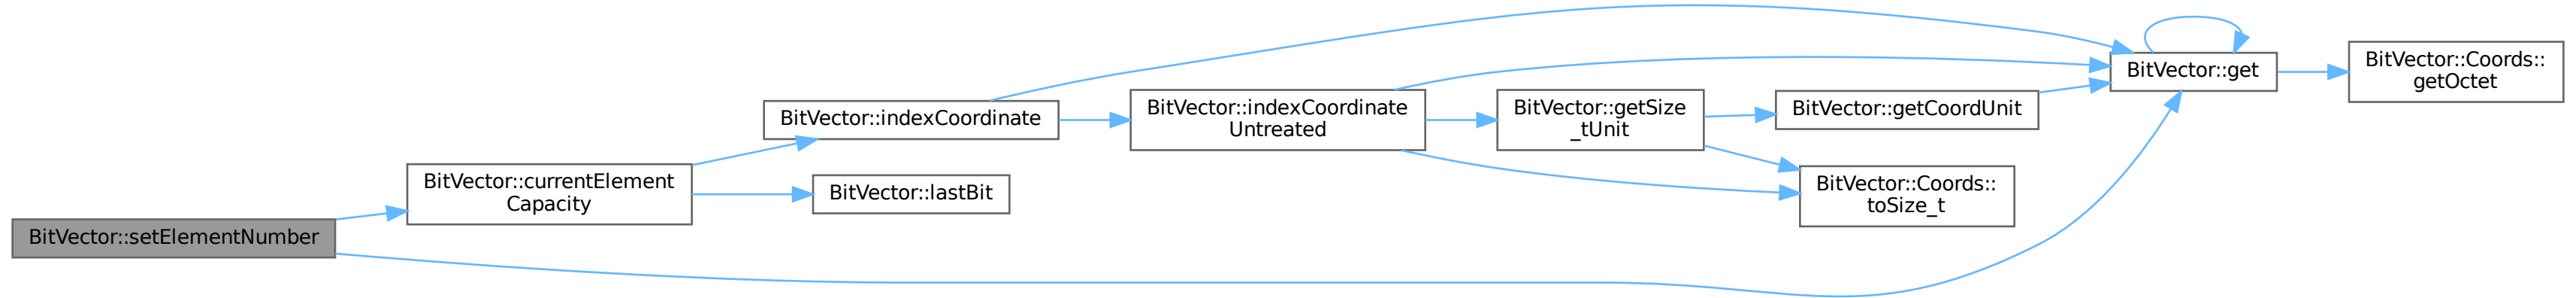 BitVector::setElementNumber
BitVector::currentElement
Capacity
BitVector::indexCoordinate
BitVector::lastBit
BitVector::indexCoordinate
Untreated
BitVector::getSize
_tUnit
BitVector::getCoordUnit
BitVector::Coords::
toSize_t
BitVector::get
BitVector::Coords::
getOctet